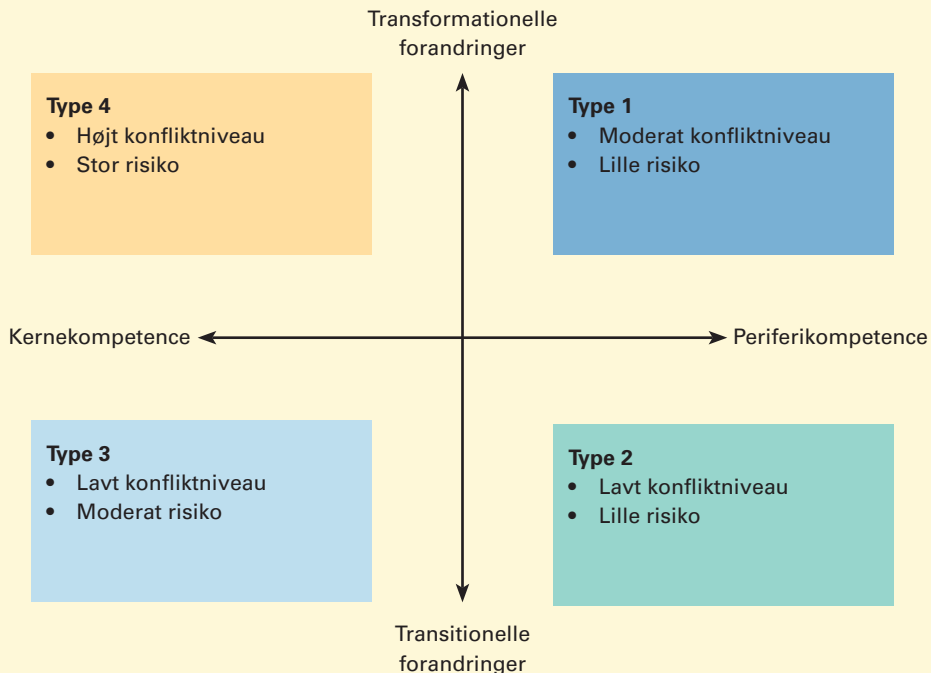 Transformationelle
forandringer
Type 4
• Højt konfliktniveau
• Stor risiko
Type 1
• Moderat konfliktniveau
• Lille risiko
Kernekompetence
Periferikompetence
Type 3
• Lavt konfliktniveau
• Moderat risiko
Type 2
• Lavt konfliktniveau
• Lille risiko
Transitionelle
forandringer